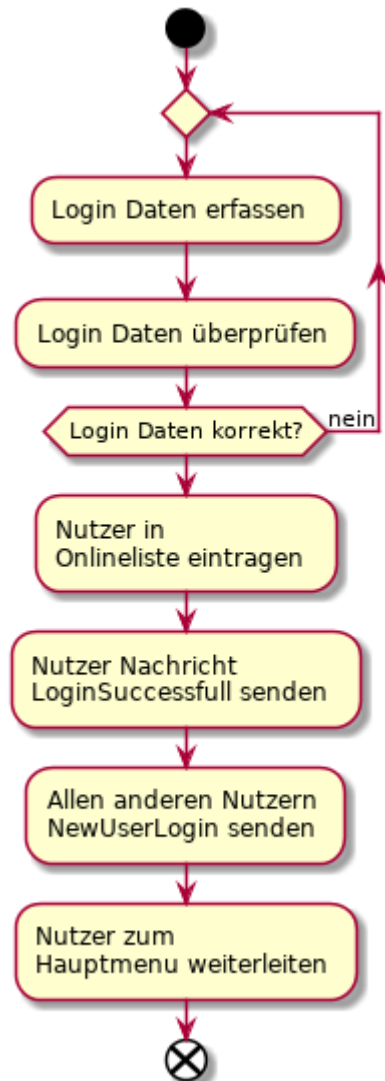 Login Daten erfassen
Login Daten überprüfen
Login Daten korrekt?
nein
Nutzer in
Onlineliste eintragen
Nutzer Nachricht
LoginSuccessfull senden
Allen anderen Nutzern
NewUserLogin senden
Nutzer zum
Hauptmenu weiterleiten